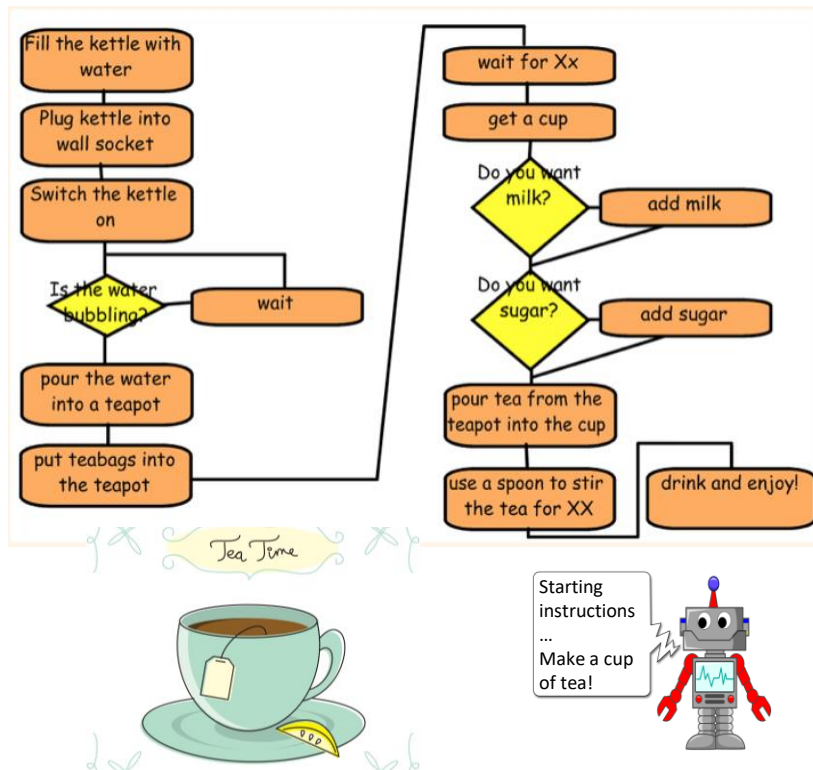 Fill the kettle with
water
Plug kettle into
wall socket
Switch the kettle
on
Is the water
bubbling?
wait
pour the water
into a teapot
put teabags into
the teapot
wait for Xx
get a cup
Do you want
milk?
add milk
Do you want
sugar?
add sugar
pour tea from the
teapot into the cup
use a spoon to stir
the tea for XX
drink and enjoy!
Tea Time
Starting
instructions
…
Make a cup
of tea!